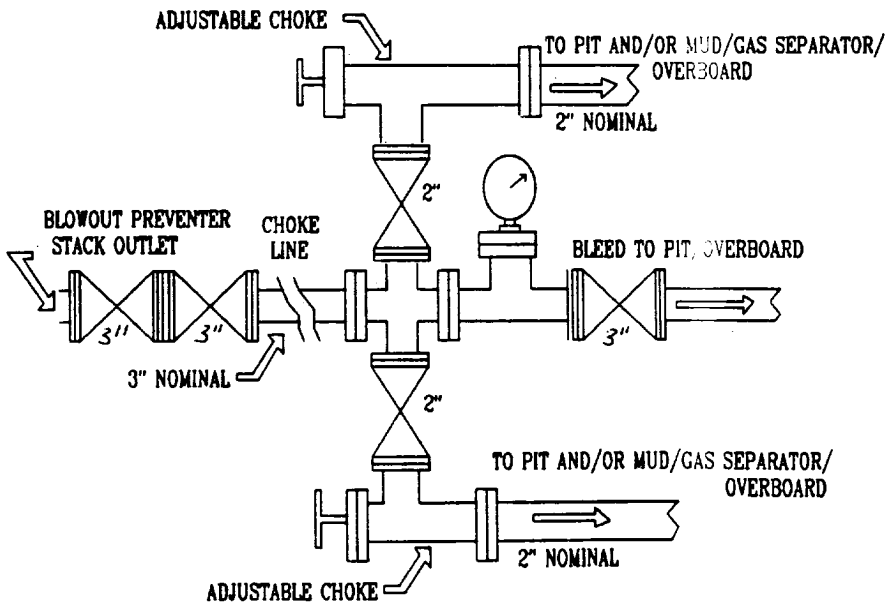 ADJUSTABLE CHOKE
TO PIT AND/OR MUD/GAS SEPARATOR/
OVERBOARD
2" NOMINAL
2"
BLOWOUT PREVENTER
STACK OUTLET
CHOKE
LINE
BLEED TO PIT, OVERBOARD
3"
3"
3"
3" NOMINAL
2"
TO PIT AND/OR MUD/GAS SEPARATOR/
OVERBOARD
2" NOMINAL
ADJUSTABLE CHOKE